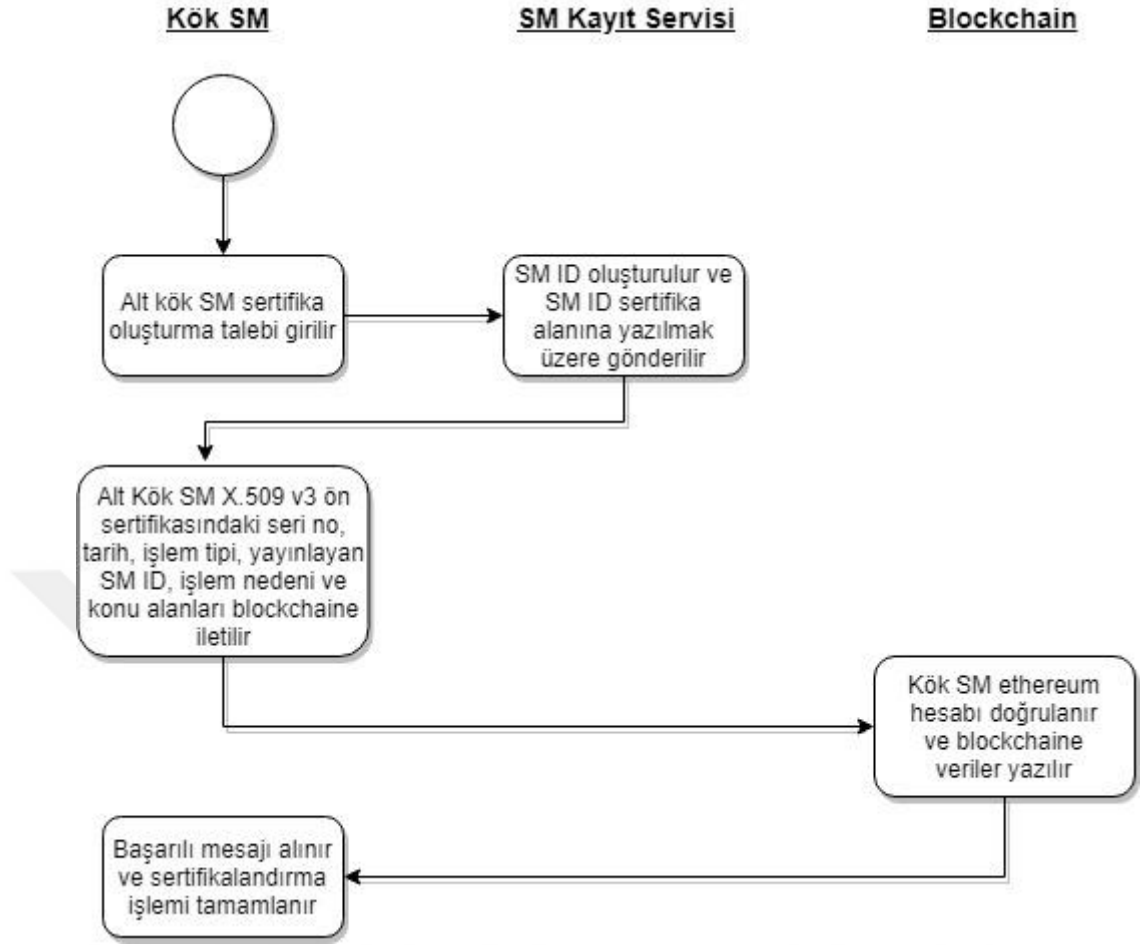 Kök SM
SM Kayıt Servisi
Blockchain
Alt kök SM sertifika
oluşturma talebi girilir
SM ID oluşturulur ve
SM ID sertifika
alanına yazılmak
üzere gönderilir
Alt Kök SM X.509 v3 ön
sertifikasındaki seri no,
tarih, işlem tipi, yayınlayan
SM ID, işlem nedeni ve
konu alanları blockchaine
iletilir
Kök SM ethereum
hesabı doğrulanır
ve blockchaine
veriler yazılır
Başarılı mesajı alınır
ve sertifikalandırma
işlemi tamamlanır